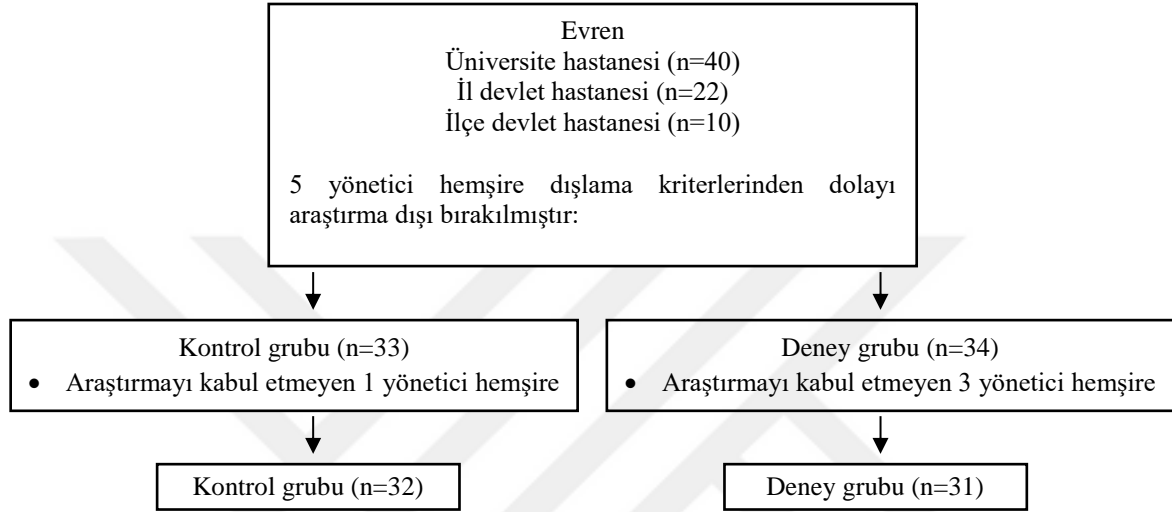 Evren
Üniversite hastanesi (n=40)
İl devlet hastanesi (n=22)
İlçe devlet hastanesi (n=10)
5 yönetici hemşire dışlama kriterlerinden dolayı
araştırma dışı bırakılmıştır:
Kontrol grubu (n=33)
• Araştırmayı kabul etmeyen 1 yönetici hemşire
Deney grubu (n=34)
• Araştırmayı kabul etmeyen 3 yönetici hemşire
Kontrol grubu (n=32)
Deney grubu (n=31)